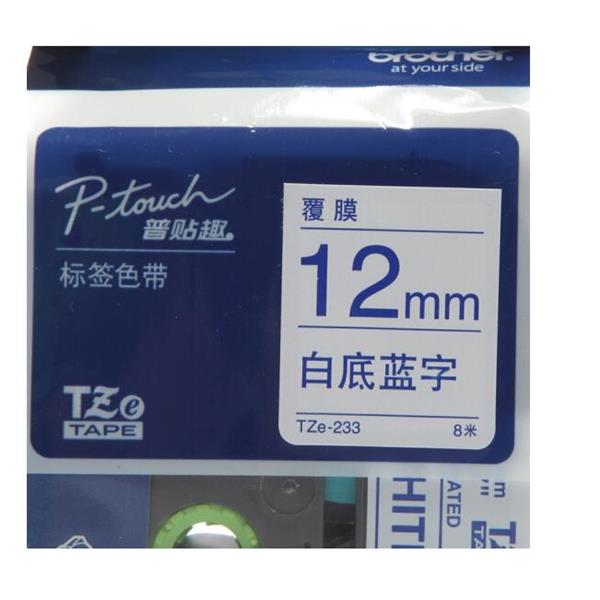 brother
at your side
P-touch
普贴趣
标签色带
TZe
TAPE
覆膜
12mm
白底蓝字
TZe-233
8米